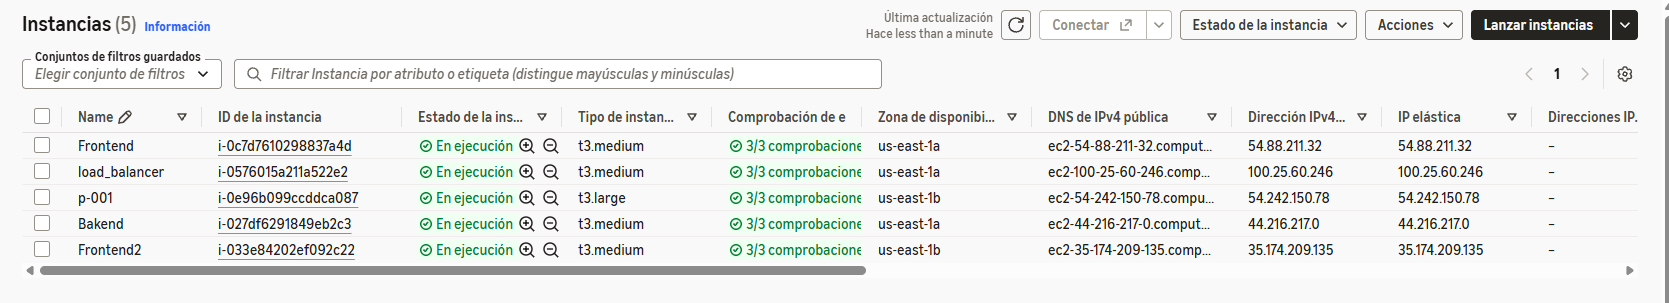 Instancias (5) Información
Última actualización
Hace less than a minute
Conectar
Estado de la instancia
Acciones
Lanzar instancias
Conjuntos de filtros guardados
Elegir conjunto de filtros
Filtrar Instancia por atributo o etiqueta (distingue mayúsculas y minúsculas)
1
Name ID de la instancia Estado de la ins... Tipo de instan... Comprobación de e Zona de disponibi... DNS de IPv4 pública Dirección IPv4... IP elástica Direcciones IP.
Frontend i-0c7d7610298837a4d En ejecución t3.medium 3/3 comprobacione us-east-1a ec2-54-88-211-32.comput... 54.88.211.32 54.88.211.32 –
load_balancer i-0576015a211a522e2 En ejecución t3.medium 3/3 comprobacione us-east-1a ec2-100-25-60-246.comp... 100.25.60.246 100.25.60.246 –
p-001 i-0e96b099ccddca087 En ejecución t3.large 3/3 comprobacione us-east-1b ec2-54-242-150-78.comput... 54.242.150.78 54.242.150.78 –
Bakend i-027df6291849eb2c3 En ejecución t3.medium 3/3 comprobacione us-east-1a ec2-44-216-217-0.comput... 44.216.217.0 44.216.217.0 –
Frontend2 i-033e84202ef092c22 En ejecución t3.medium 3/3 comprobacione us-east-1b ec2-35-174-209-135.comp... 35.174.209.135 35.174.209.135 –